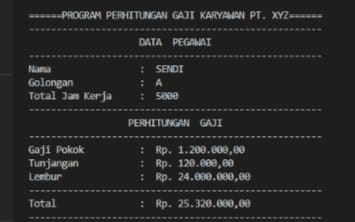 ======PROGRAM PERHITUNGAN GAJI KARYAWAN PT. XYZ======
-----------------------------------------------------
DATA PEGAWAI
-----------------------------------------------------
Nama : SENDI
Golongan : A
Total Jam Kerja : 5000
-----------------------------------------------------
PERHITUNGAN GAJI
-----------------------------------------------------
Gaji Pokok : Rp. 1.200.000,00
Tunjangan : Rp. 120.000,00
Lembur : Rp. 24.000.000,00
-----------------------------------------------------
Total : Rp. 25.320.000,00
-----------------------------------------------------